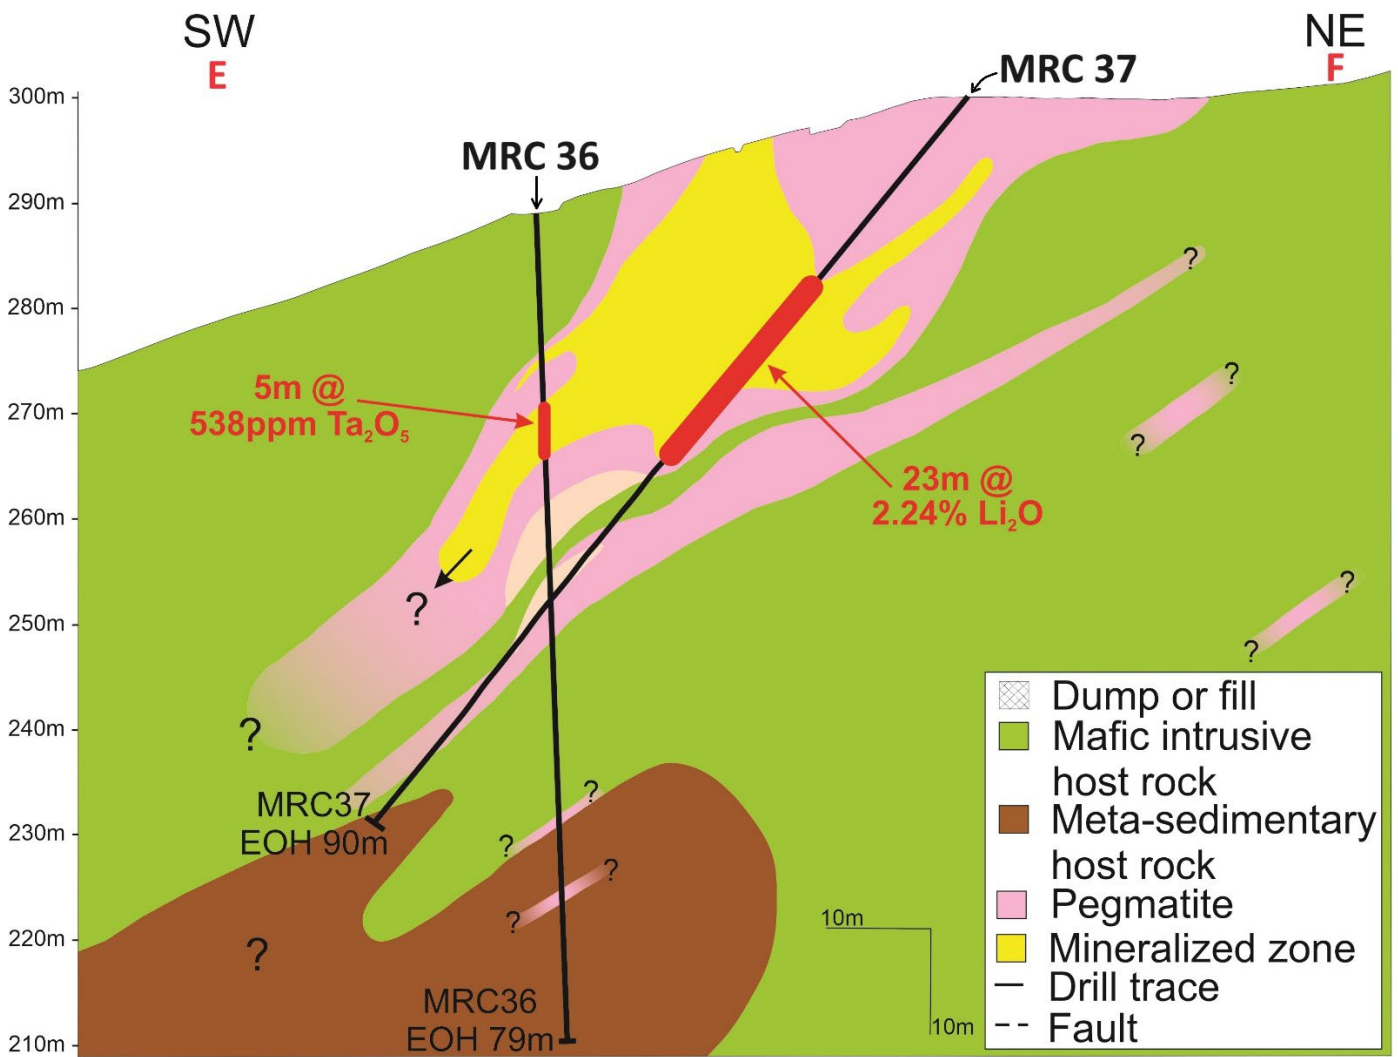 SW
E
NE
F
MRC 37
MRC 36
300m
290m
280m
270m
260m
250m
240m
230m
220m
210m
5m @
538ppm Ta₂O₅
23m @
2.24% Li₂O
?
?
?
?
?
?
?
?
?
?
?
?
?
MRC37
EOH 90m
MRC36
EOH 79m
10m
10m
Dump or fill
Mafic intrusive
host rock
Meta-sedimentary
host rock
Pegmatite
Mineralized zone
Drill trace
Fault